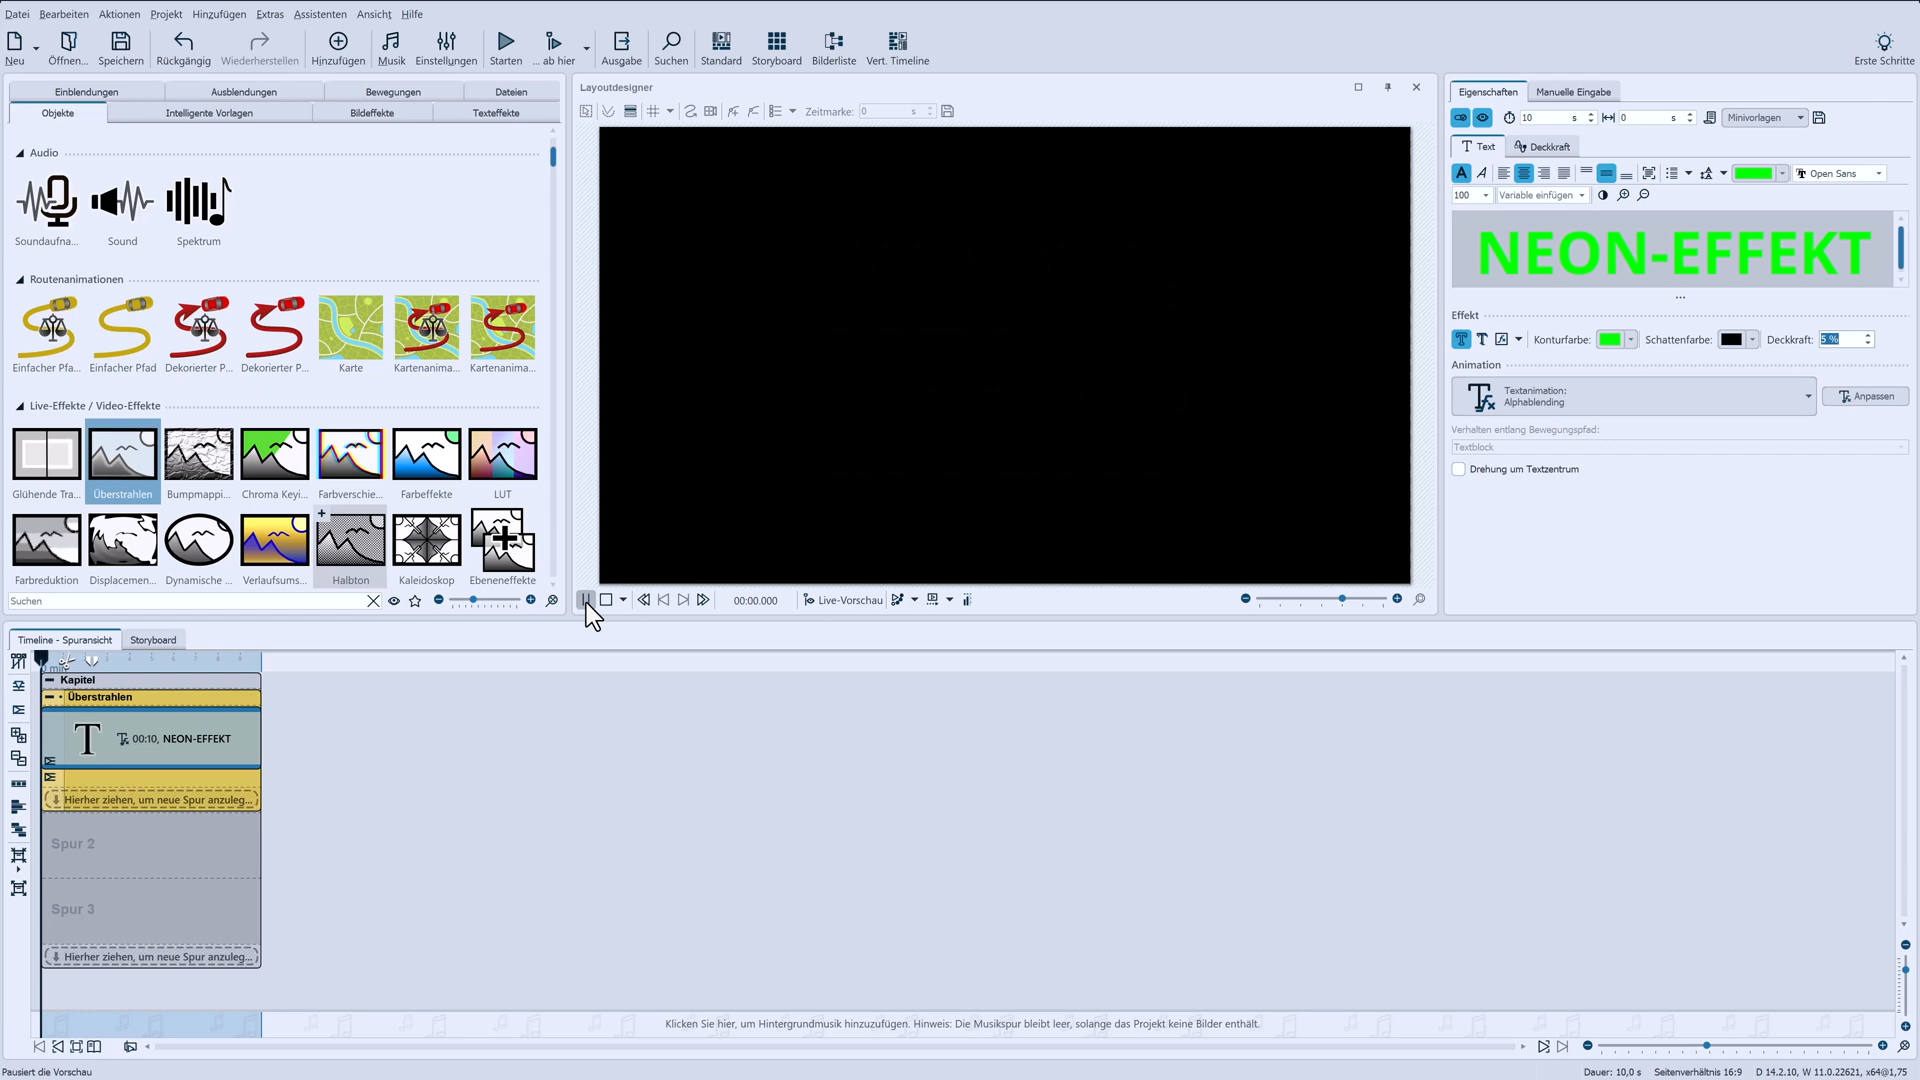 Datei Bearbeiten Aktionen Projekt Hinzufügen Extras Assistenten Ansicht Hilfe
Neu Öffnen... Speichern Rückgängig Wiederherstellen Hinzufügen Musik Einstellungen Starten ... ab hier Ausgabe Suchen Standard Storyboard Bilderliste Vert. Timeline Erste Schritte
Einblendungen Ausblendungen Bewegungen Dateien
Objekte Intelligente Vorlagen Bildeffekte Texteffekte
Audio
Soundaufna... Sound Spektrum
Routenanimationen
Einfacher Pfa... Einfacher Pfad Dekorierter P... Dekorierter P... Karte Kartenanima... Kartenanima...
Live-Effekte / Video-Effekte
Glühende Tra... Überstrahlen Bumpmappi... Chroma Keyi... Farbverschie... Farbeffekte LUT
Farbreduktion Displacemen... Dynamische ... Verlaufsums... Halbton Kaleidoskop Ebeneneffekte
Suchen
Layoutdesigner
Zeitmarke: 0 s
00:00.000 Live-Vorschau
Eigenschaften Manuelle Eingabe
10 s 0 s Minivorlagen
Text Deckkraft
Open Sans
100 Variable einfügen
NEON-EFFEKT
...
Effekt
Konturfarbe: Schattenfarbe: Deckkraft: 5 %
Animation
Textanimation:
Alphablending
Anpassen
Verhalten entlang Bewegungspfad:
Textblock
Drehung um Textzentrum
Timeline - Spuransicht Storyboard
Kapitel
Überstrahlen
T 00:10, NEON-EFFEKT
Hierher ziehen, um neue Spur anzuleg...
Spur 2
Spur 3
Hierher ziehen, um neue Spur anzuleg...
Klicken Sie hier, um Hintergrundmusik hinzuzufügen. Hinweis: Die Musikspur bleibt leer, solange das Projekt keine Bilder enthält.
Pausiert die Vorschau
Dauer: 10,0 s Seitenverhältnis 16:9 D 14.2.10, W 11.0.22621, x64@1,75